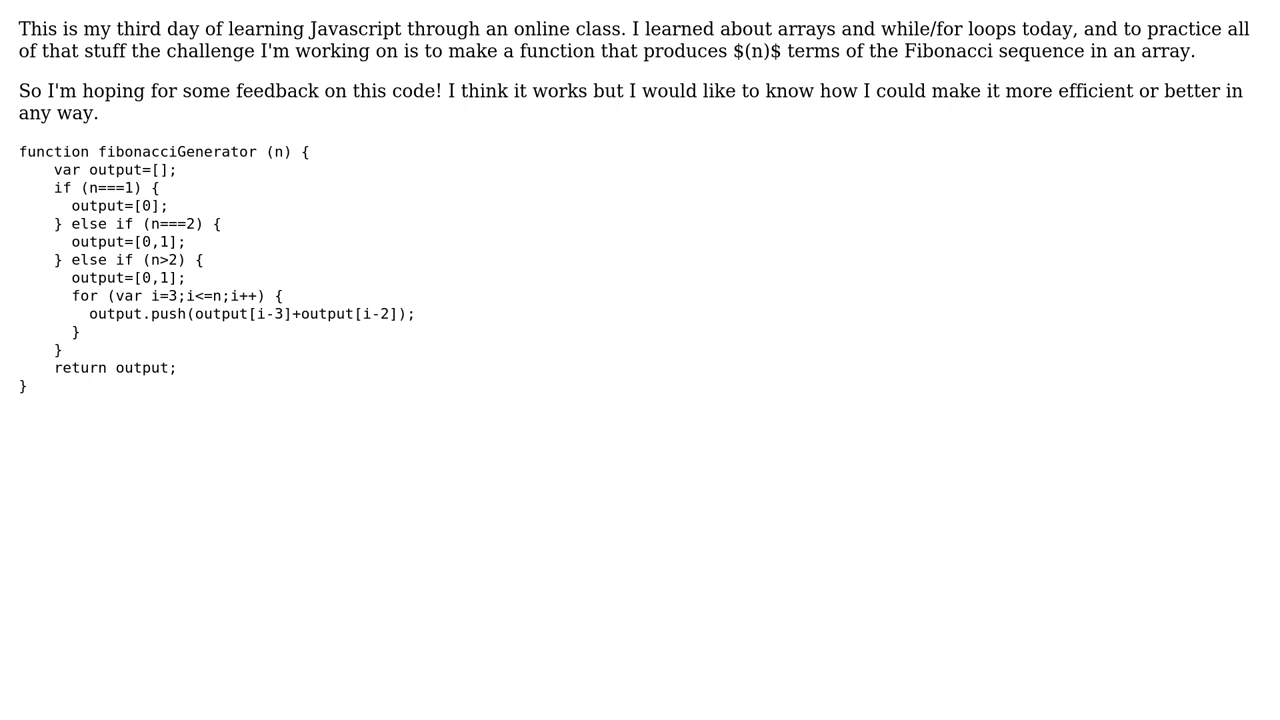 This is my third day of learning Javascript through an online class. I learned about arrays and while/for loops today, and to practice all
of that stuff the challenge I'm working on is to make a function that produces $(n)$ terms of the Fibonacci sequence in an array.
So I'm hoping for some feedback on this code! I think it works but I would like to know how I could make it more efficient or better in
any way.
function fibonacciGenerator (n) {
    var output=[];
    if (n===1) {
      output=[0];
    } else if (n===2) {
      output=[0,1];
    } else if (n>2) {
      output=[0,1];
      for (var i=3;i<=n;i++) {
        output.push(output[i-3]+output[i-2]);
      }
    }
    return output;
}